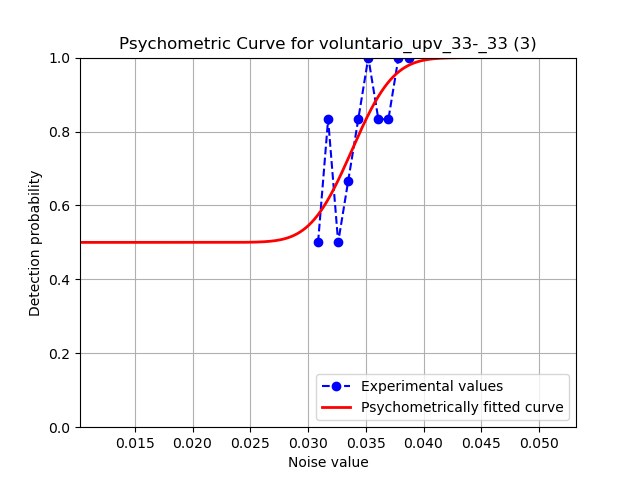 Psychometric Curve for voluntario_upv_33-_33 (3)
1.0
0.8
0.6
0.4
0.2
0.0
Detection probability
0.015 0.020 0.025 0.030 0.035 0.040 0.045 0.050
Noise value
Experimental values
Psychometrically fitted curve